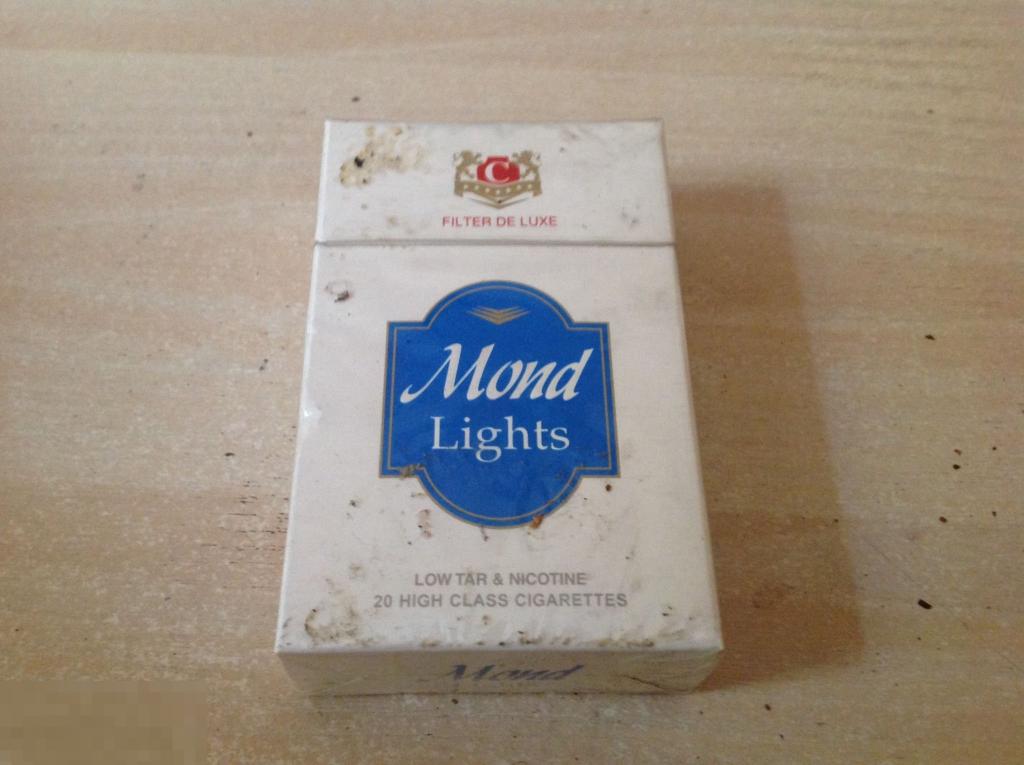 C
FILTER DE LUXE
Mond
Lights
LOW TAR & NICOTINE
20 HIGH CLASS CIGARETTES
Mond